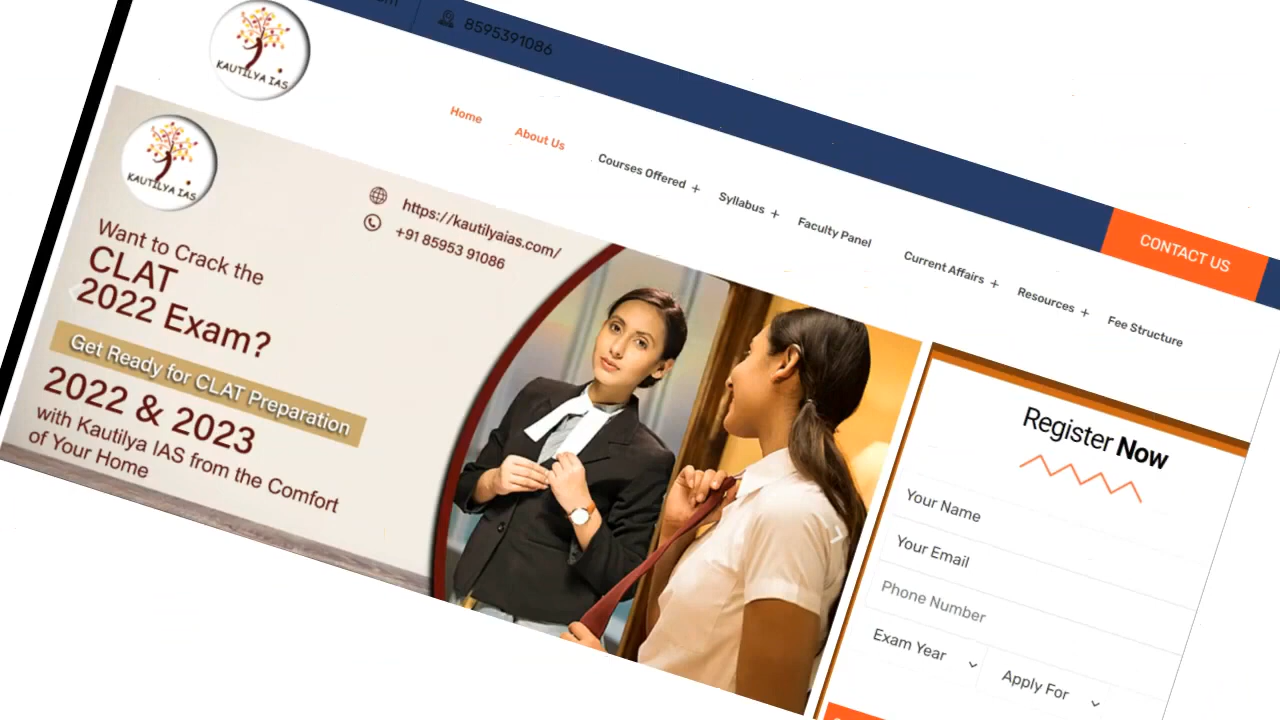 8595391086
KAUTILYA IAS
Home
About Us
Courses Offered +
Syllabus +
Faculty Panel
Current Affairs +
Resources +
Fee Structure
CONTACT US
KAUTILYA IAS
https://kautilyaias.com/
+91 85953 91086
Want to Crack the
CLAT
2022 Exam?
Get Ready for CLAT Preparation
2022 & 2023
with Kautilya IAS from the Comfort
of Your Home
Register Now
Your Name
Your Email
Phone Number
Exam Year
Apply For